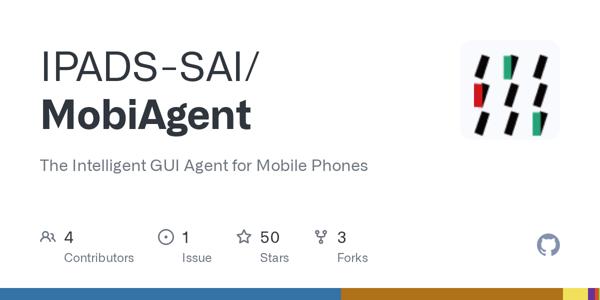 IPADS-SAI/
MobiAgent
The Intelligent GUI Agent for Mobile Phones
4 1 50 3
Contributors Issue Stars Forks